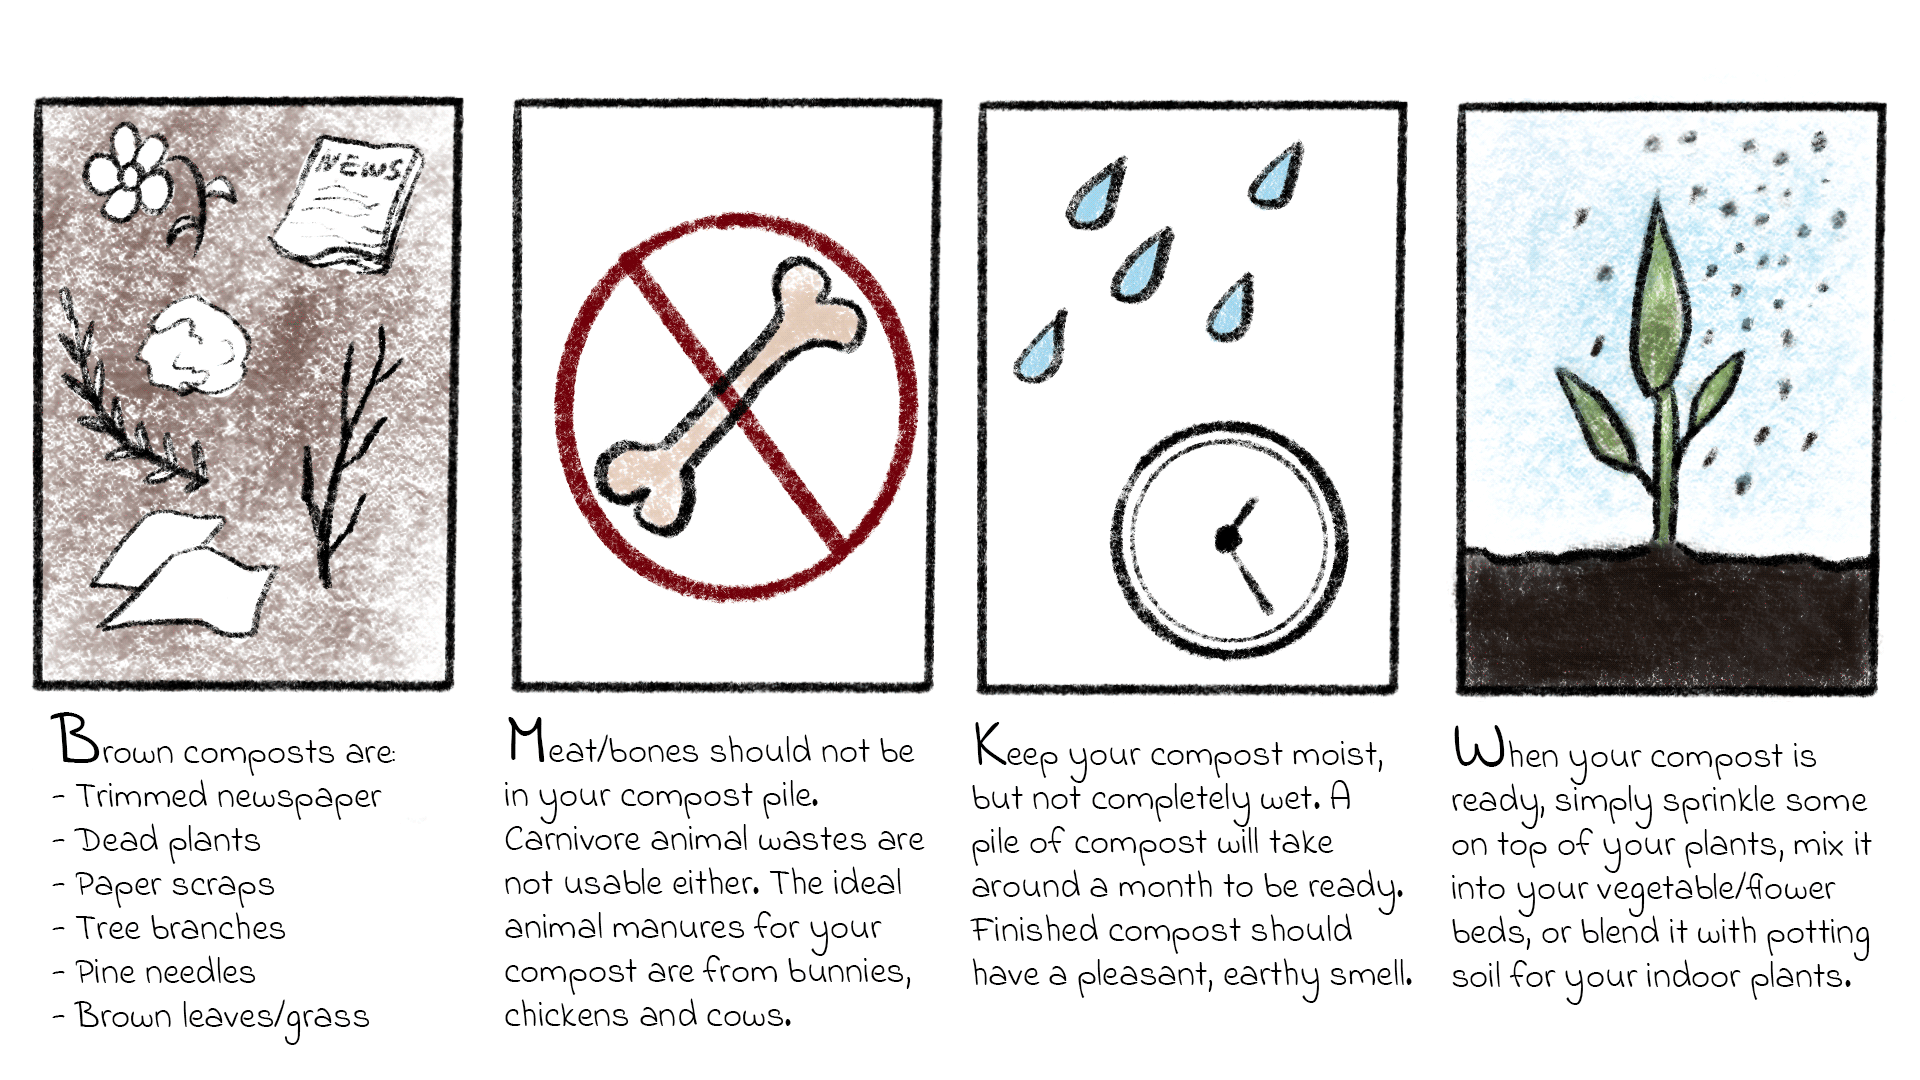 NEWS
Brown composts are:
- Trimmed newspaper
- Dead plants
- Paper scraps
- Tree branches
- Pine needles
- Brown leaves/grass
Meat/bones should not be
in your compost pile.
Carnivore animal wastes are
not usable either. The ideal
animal manures for your
compost are from bunnies,
chickens and cows.
Keep your compost moist,
but not completely wet. A
pile of compost will take
around a month to be ready.
Finished compost should
have a pleasant, earthy smell.
When your compost is
ready, simply sprinkle some
on top of your plants, mix it
into your vegetable/flower
beds, or blend it with potting
soil for your indoor plants.